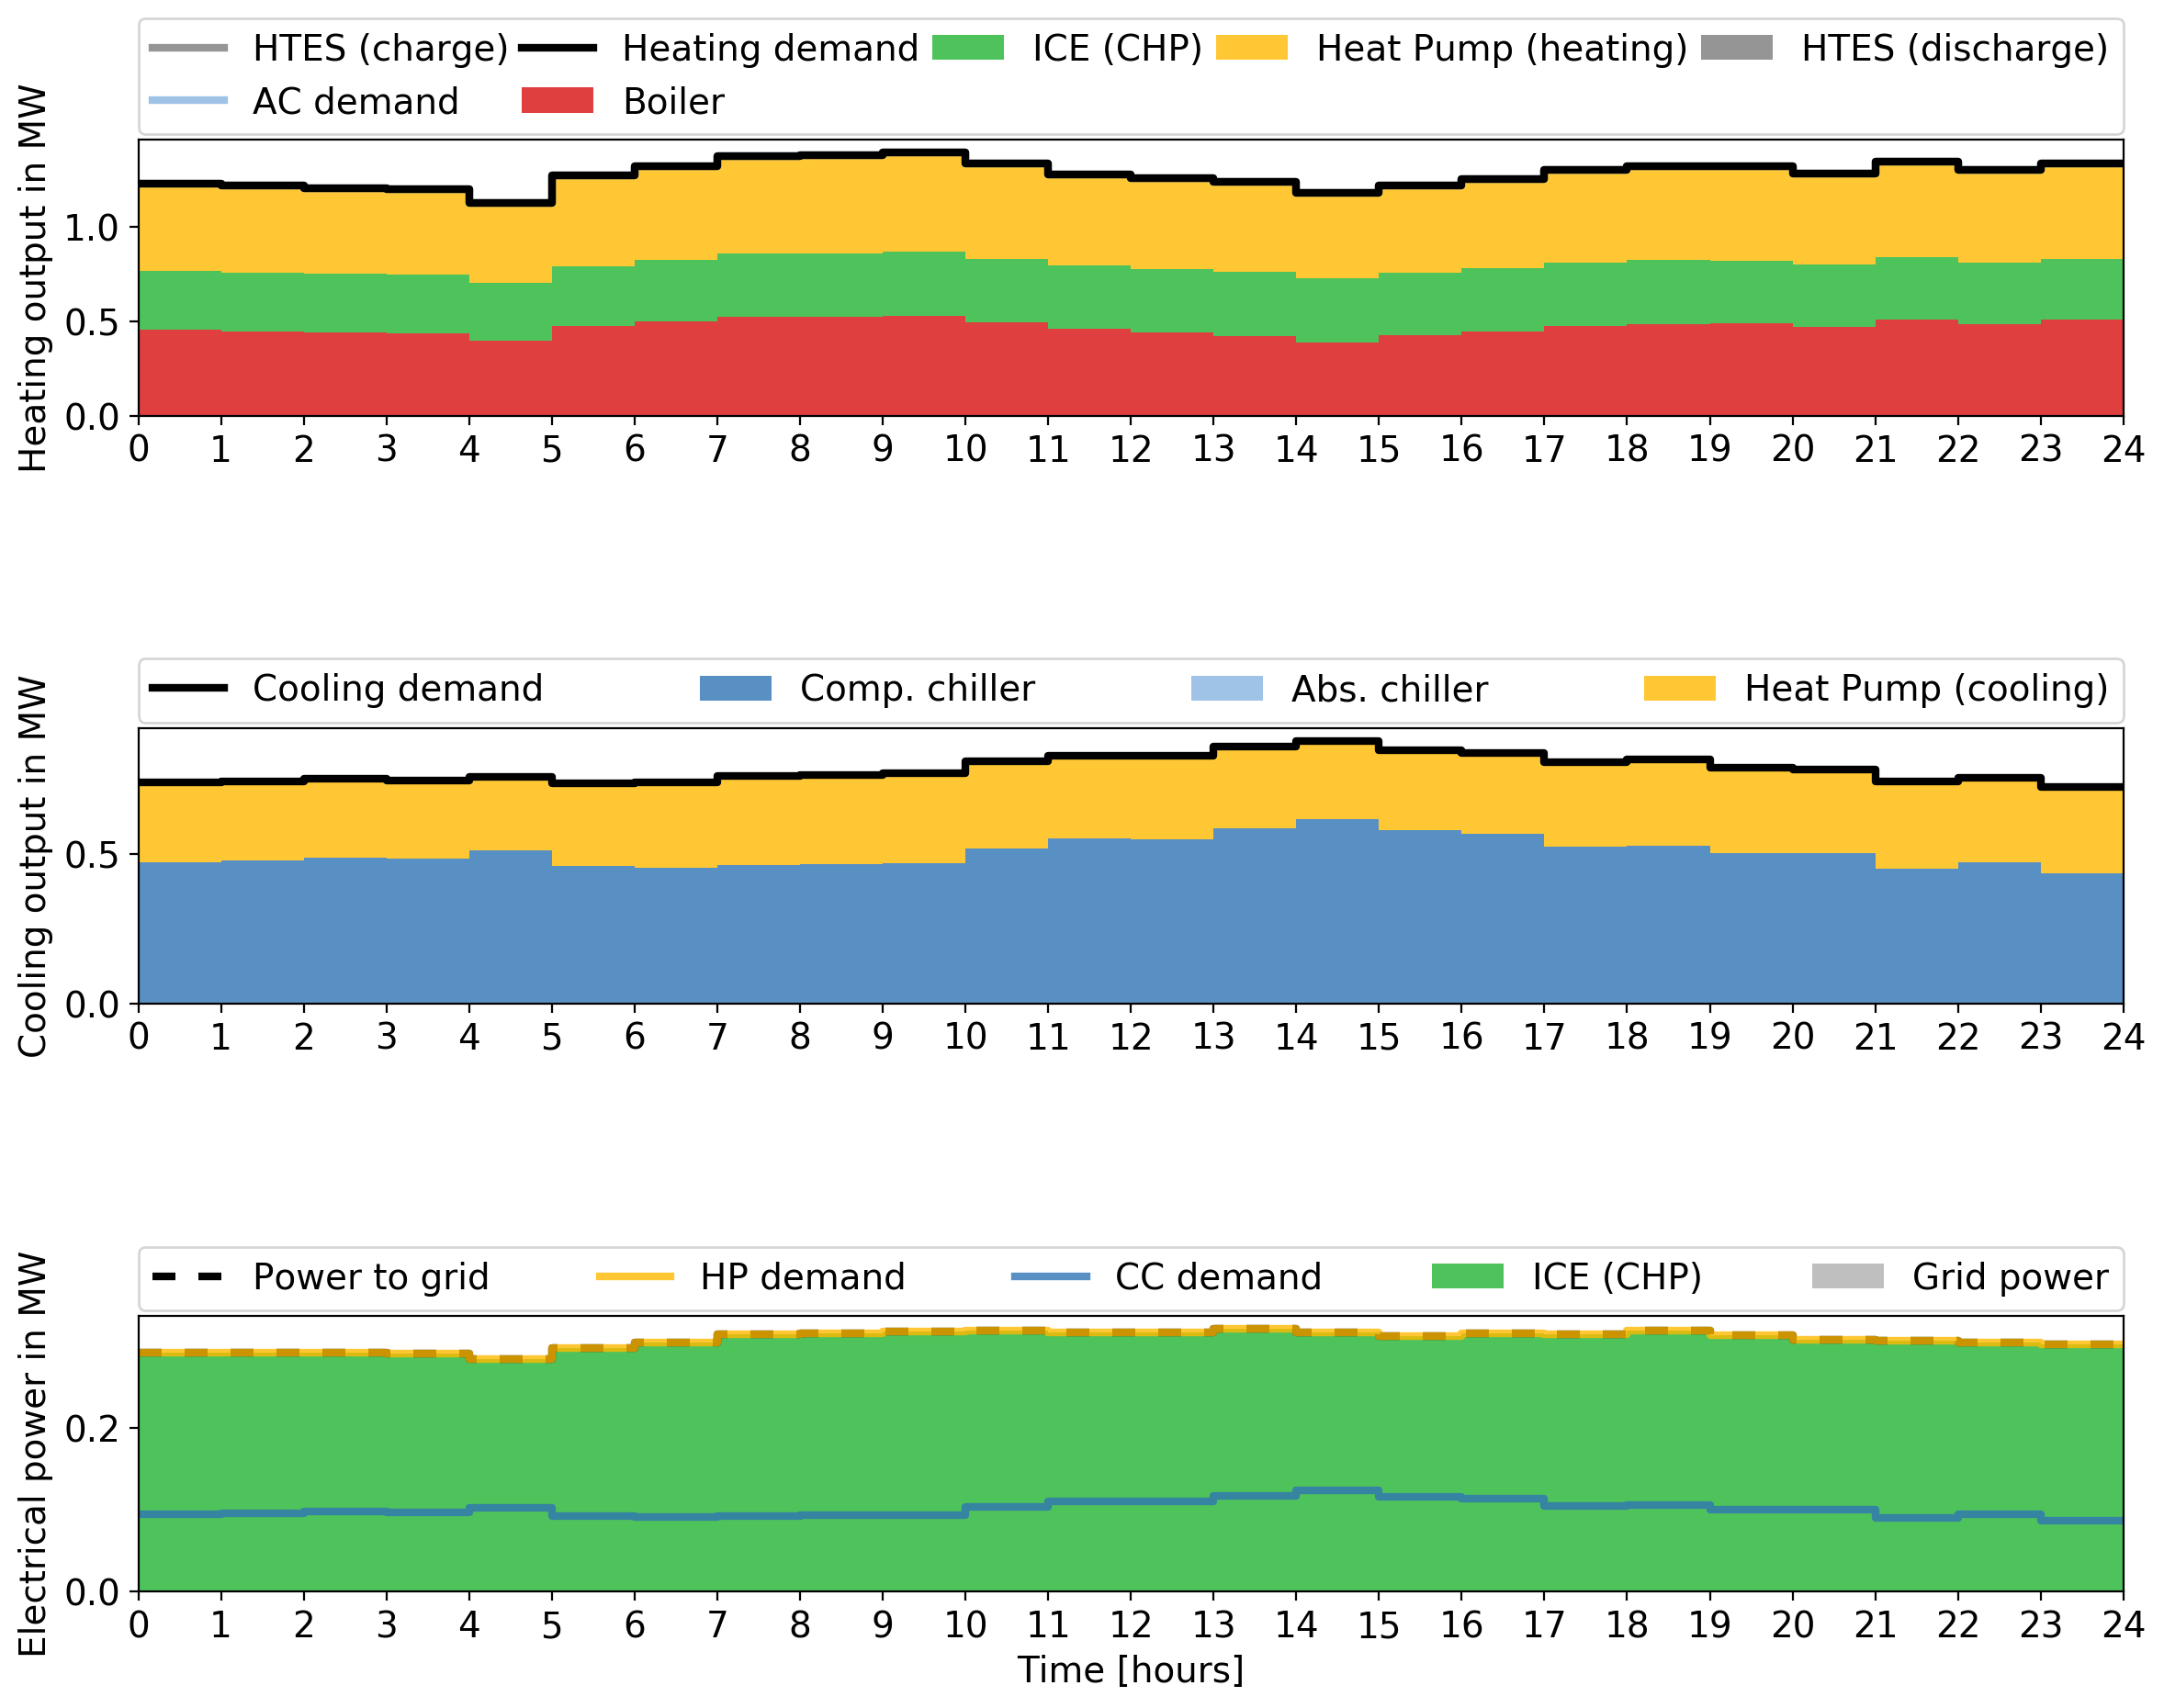 HTES (charge) Heating demand ICE (CHP) Heat Pump (heating) HTES (discharge)
AC demand Boiler
Heating output in MW
1.0
0.5
0.0
0 1 2 3 4 5 6 7 8 9 10 11 12 13 14 15 16 17 18 19 20 21 22 23 24
Cooling demand Comp. chiller Abs. chiller Heat Pump (cooling)
Cooling output in MW
0.5
0.0
0 1 2 3 4 5 6 7 8 9 10 11 12 13 14 15 16 17 18 19 20 21 22 23 24
Power to grid HP demand CC demand ICE (CHP) Grid power
Electrical power in MW
0.2
0.0
0 1 2 3 4 5 6 7 8 9 10 11 12 13 14 15 16 17 18 19 20 21 22 23 24
Time [hours]